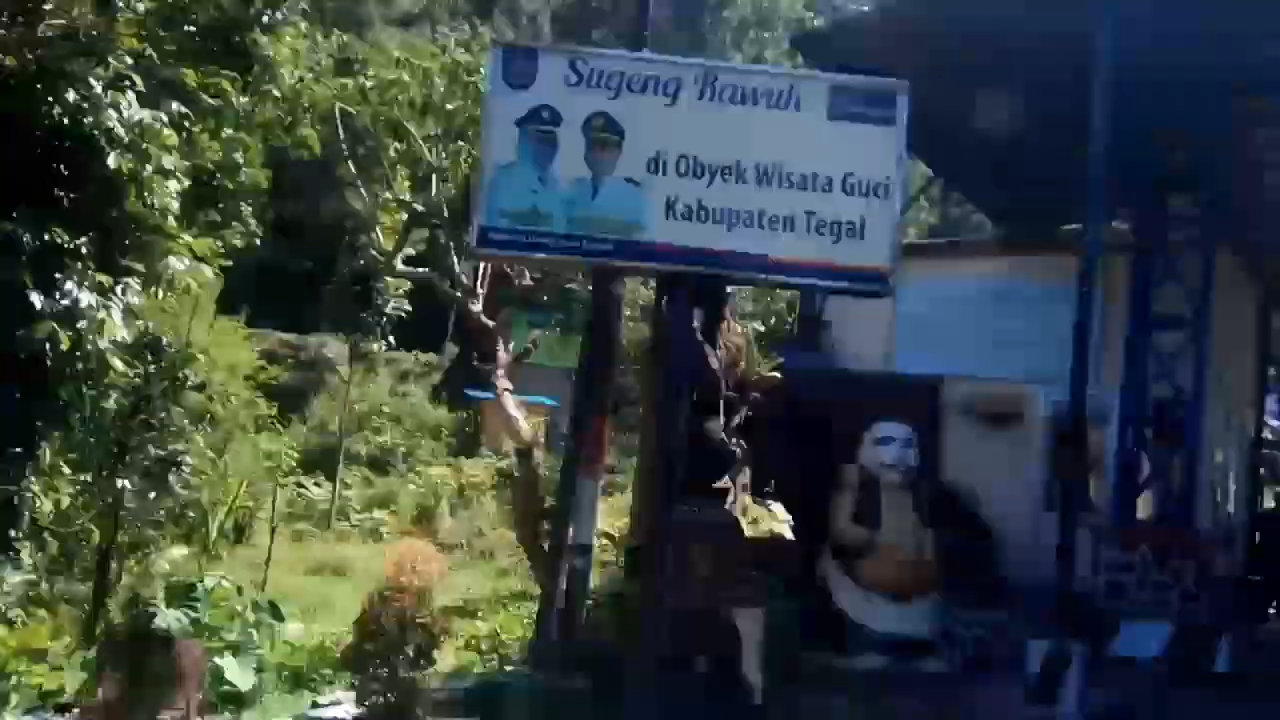 Sugeng Rawuh
di Obyek Wisata Guci
Kabupaten Tegal